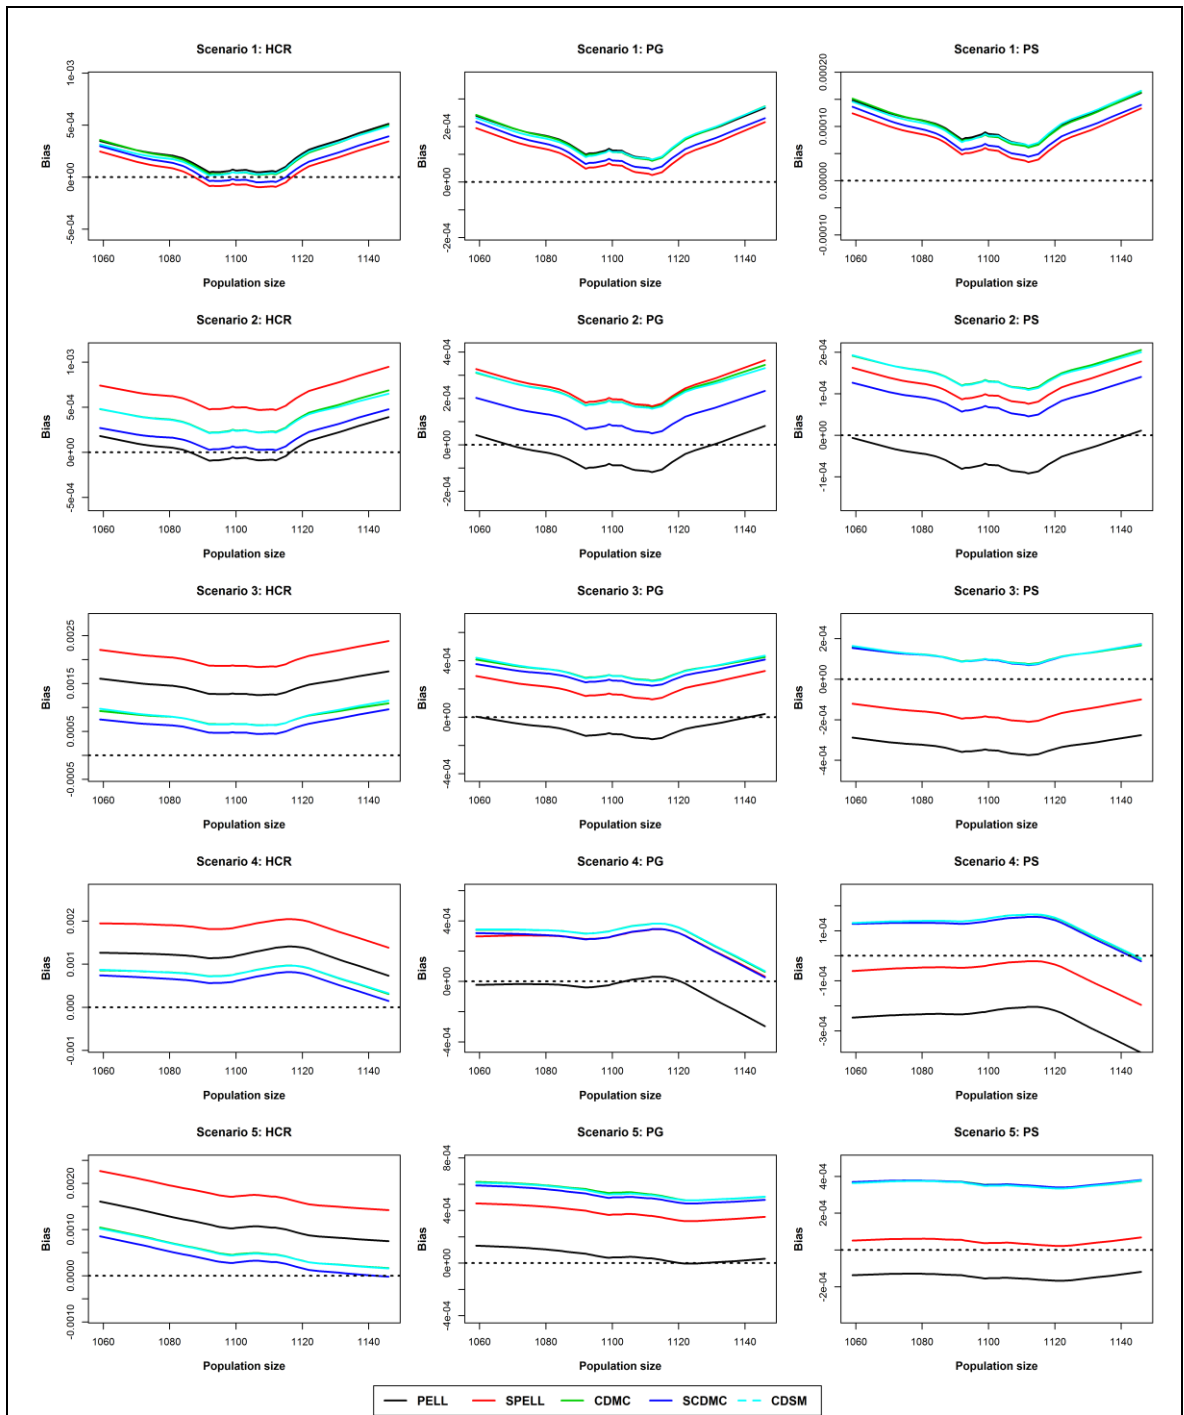 Scenario 1: HCR
Scenario 1: PG
Scenario 1: PS
Bias
-5e-04 0e+00 5e-04 1e-03
Bias
-2e-04 0e+00 2e-04
Bias
-0.00010 0.00000 0.00010 0.00020
1060 1080 1100 1120 1140
1060 1080 1100 1120 1140
1060 1080 1100 1120 1140
Population size
Population size
Population size
Scenario 2: HCR
Scenario 2: PG
Scenario 2: PS
Bias
-5e-04 0e+00 5e-04 1e-03
Bias
-2e-04 0e+00 2e-04 4e-04
Bias
-1e-04 0e+00 1e-04 2e-04
1060 1080 1100 1120 1140
1060 1080 1100 1120 1140
1060 1080 1100 1120 1140
Population size
Population size
Population size
Scenario 3: HCR
Scenario 3: PG
Scenario 3: PS
Bias
-0.0005 0.0005 0.0015 0.0025
Bias
-4e-04 0e+00 4e-04
Bias
-4e-04 -2e-04 0e+00 2e-04
1060 1080 1100 1120 1140
1060 1080 1100 1120 1140
1060 1080 1100 1120 1140
Population size
Population size
Population size
Scenario 4: HCR
Scenario 4: PG
Scenario 4: PS
Bias
-0.001 0.000 0.001 0.002
Bias
-4e-04 0e+00 4e-04
Bias
-3e-04 -1e-04 1e-04
1060 1080 1100 1120 1140
1060 1080 1100 1120 1140
1060 1080 1100 1120 1140
Population size
Population size
Population size
Scenario 5: HCR
Scenario 5: PG
Scenario 5: PS
Bias
-0.0010 0.0000 0.0010 0.0020
Bias
-4e-04 0e+00 4e-04 8e-04
Bias
-2e-04 0e+00 2e-04 4e-04
1060 1080 1100 1120 1140
1060 1080 1100 1120 1140
1060 1080 1100 1120 1140
Population size
Population size
Population size
PELL SPELL CDMC SCDMC CDSM